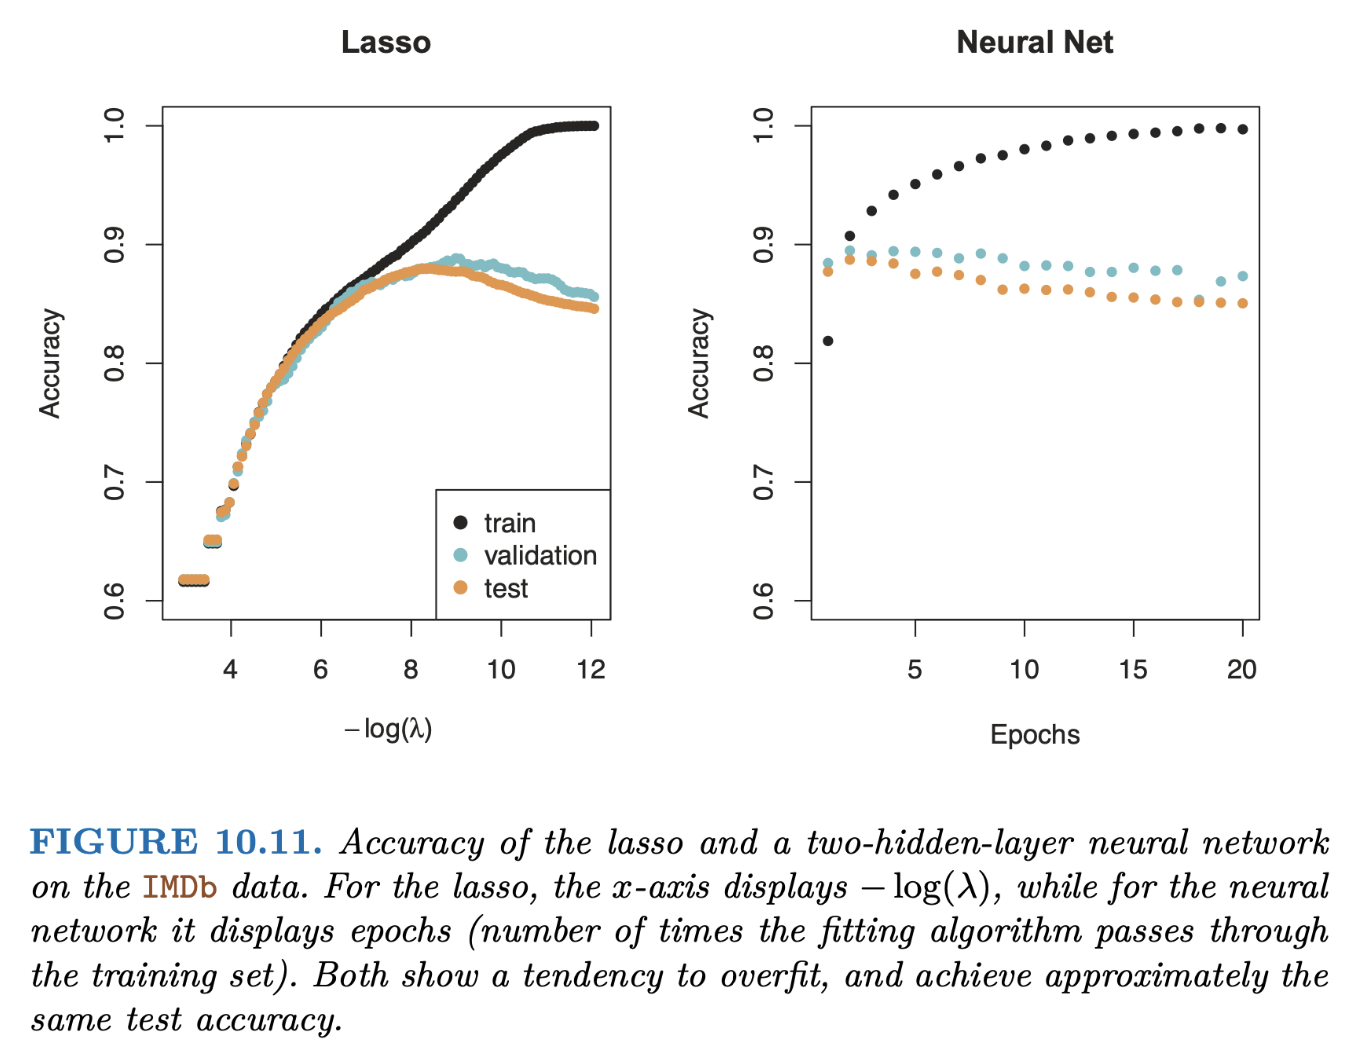 Lasso
Neural Net
Accuracy
1.0
0.9
0.8
0.7
0.6
train
validation
test
4 6 8 10 12
− log(λ)
Accuracy
1.0
0.9
0.8
0.7
0.6
5 10 15 20
Epochs
FIGURE 10.11. Accuracy of the lasso and a two-hidden-layer neural network
on the IMDb data. For the lasso, the x-axis displays − log(λ), while for the neural
network it displays epochs (number of times the fitting algorithm passes through
the training set). Both show a tendency to overfit, and achieve approximately the
same test accuracy.